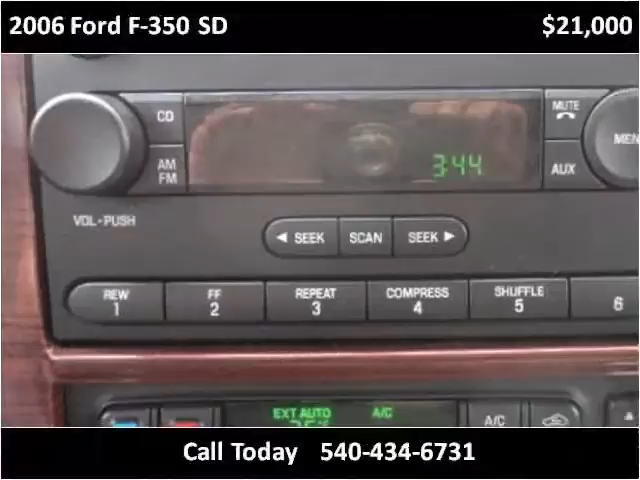 2006 Ford F-350 SD $21,000
CD
MUTE
MEN
AM
FM
3:44
AUX
VOL-PUSH
◄ SEEK SCAN SEEK ►
REW FF REPEAT COMPRESS SHUFFLE
1 2 3 4 5 6
EXT AUTO A/C
A/C
Call Today 540-434-6731